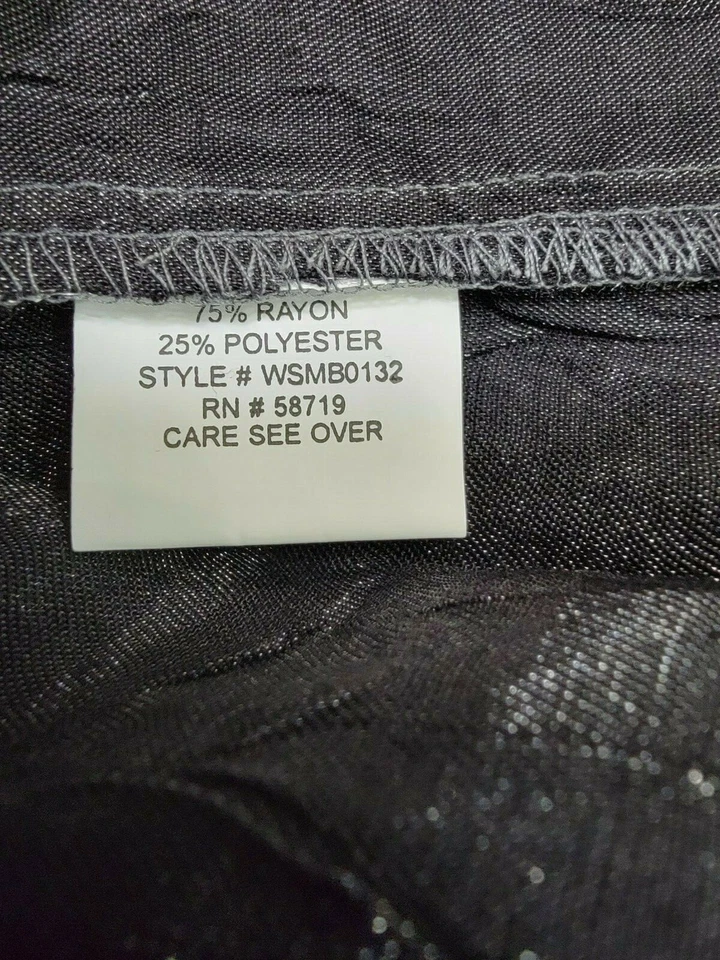 75% RAYON
25% POLYESTER
STYLE # WSMB0132
RN # 58719
CARE SEE OVER